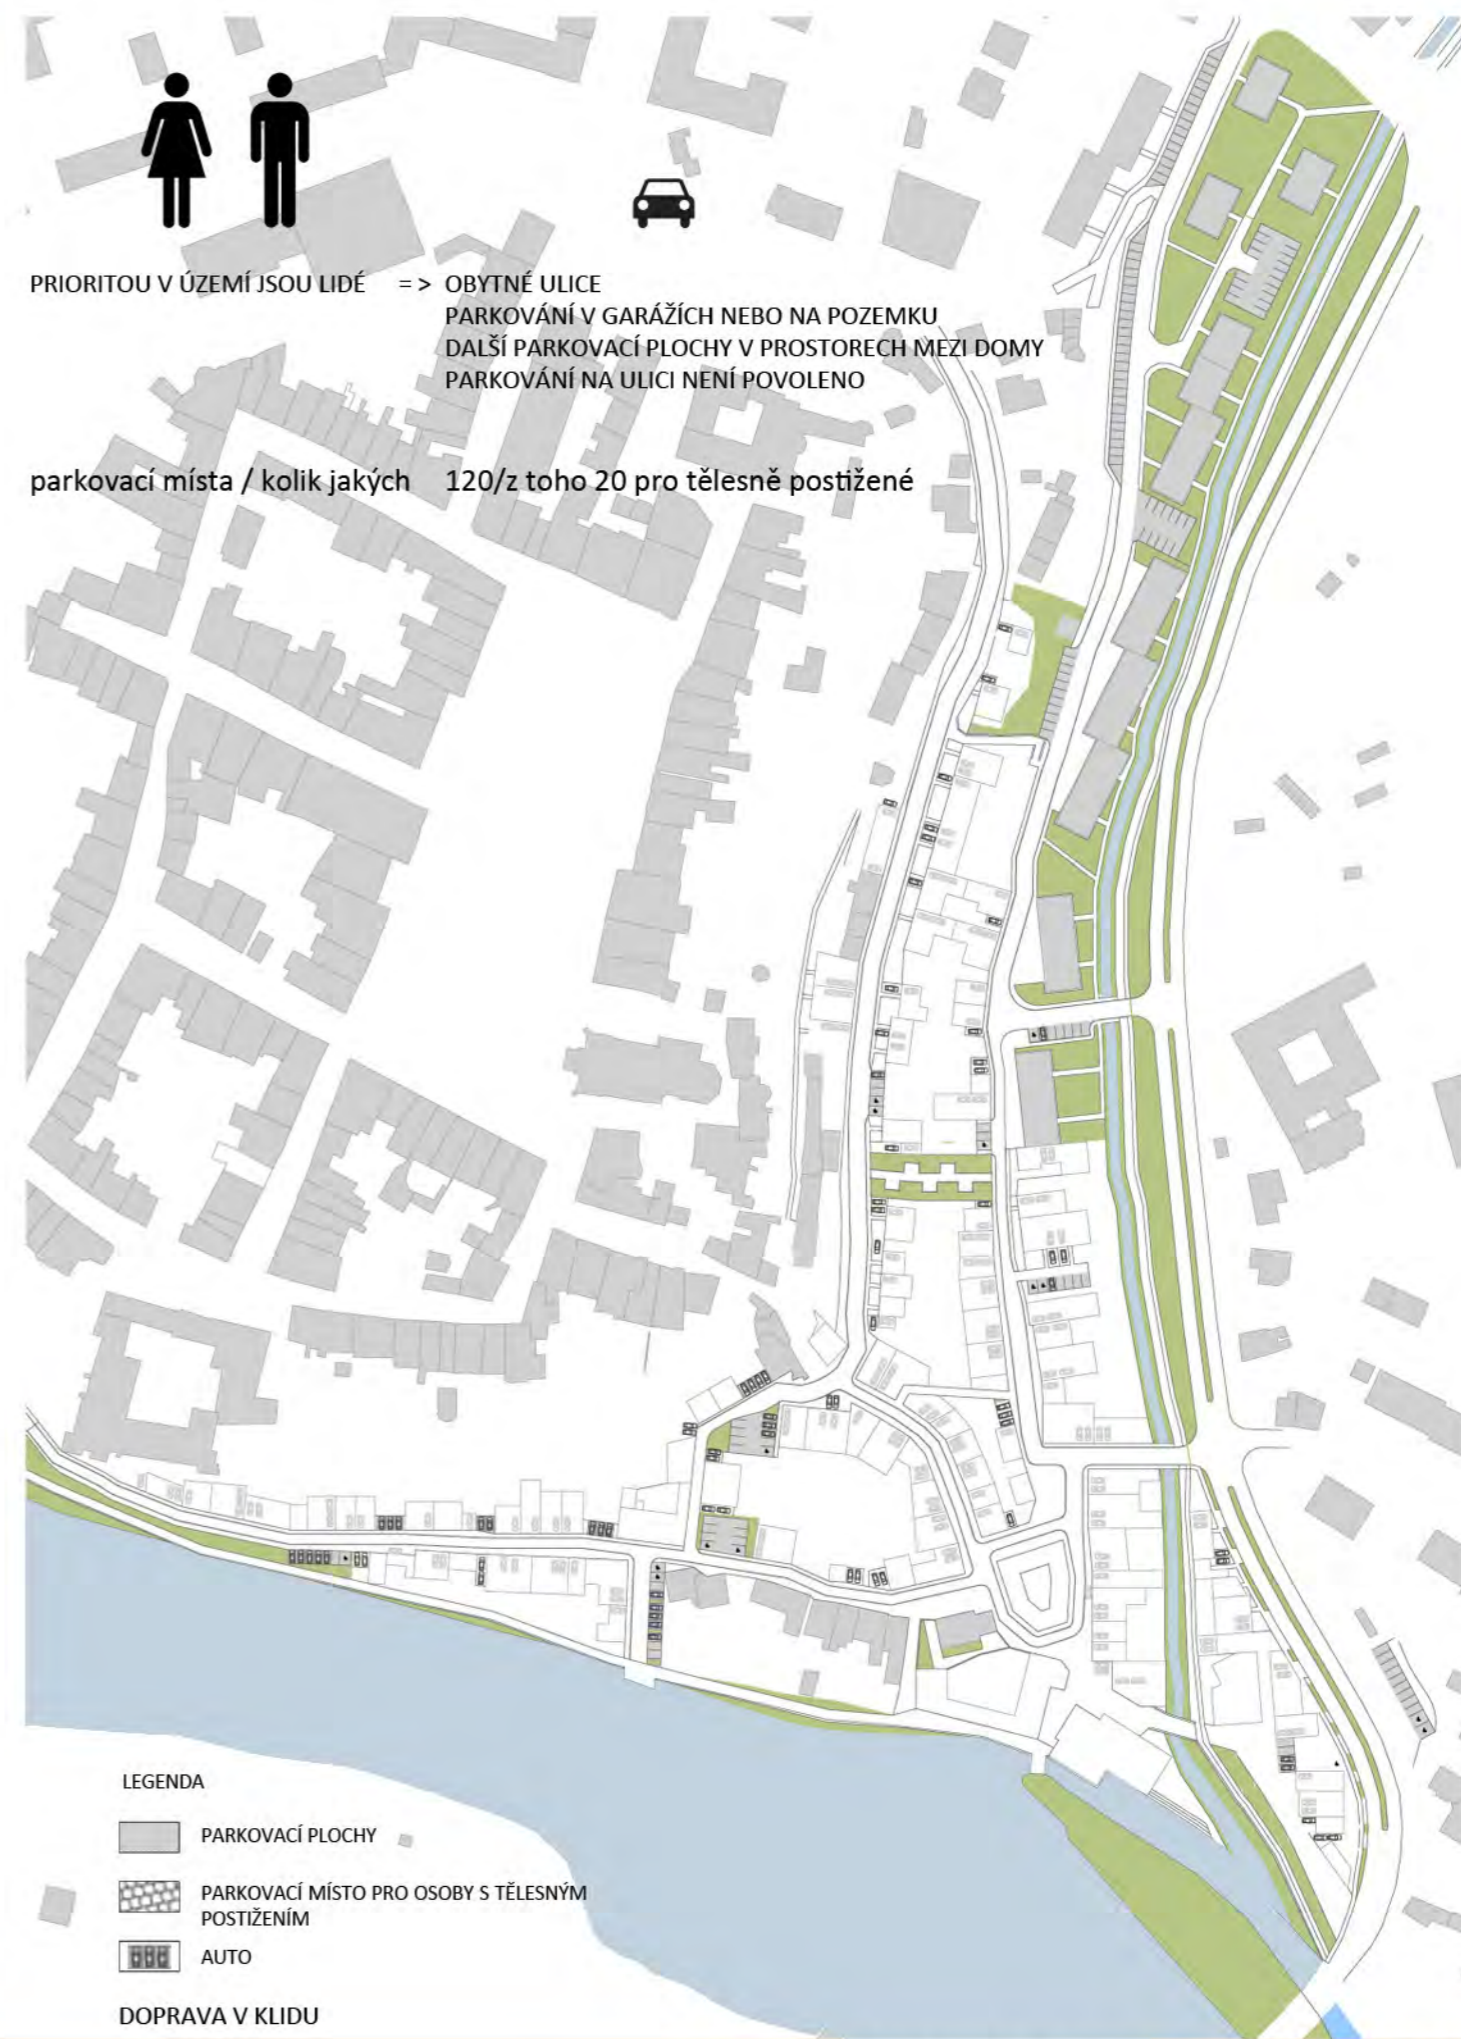 PRIORITOU V ÚZEMÍ JSOU LIDÉ => OBYTNÉ ULICE
PARKOVÁNÍ V GARÁŽÍCH NEBO NA POZEMKU
DALŠÍ PARKOVACÍ PLOCHY V PROSTORECH MEZI DOMY
PARKOVÁNÍ NA ULICI NENÍ POVOLENO
parkovací místa / kolik jakých 120/z toho 20 pro tělesně postižené
LEGENDA
PARKOVACÍ PLOCHY
PARKOVACÍ MÍSTO PRO OSOBY S TĚLESNÝM
POSTIŽENÍM
AUTO
DOPRAVA V KLIDU